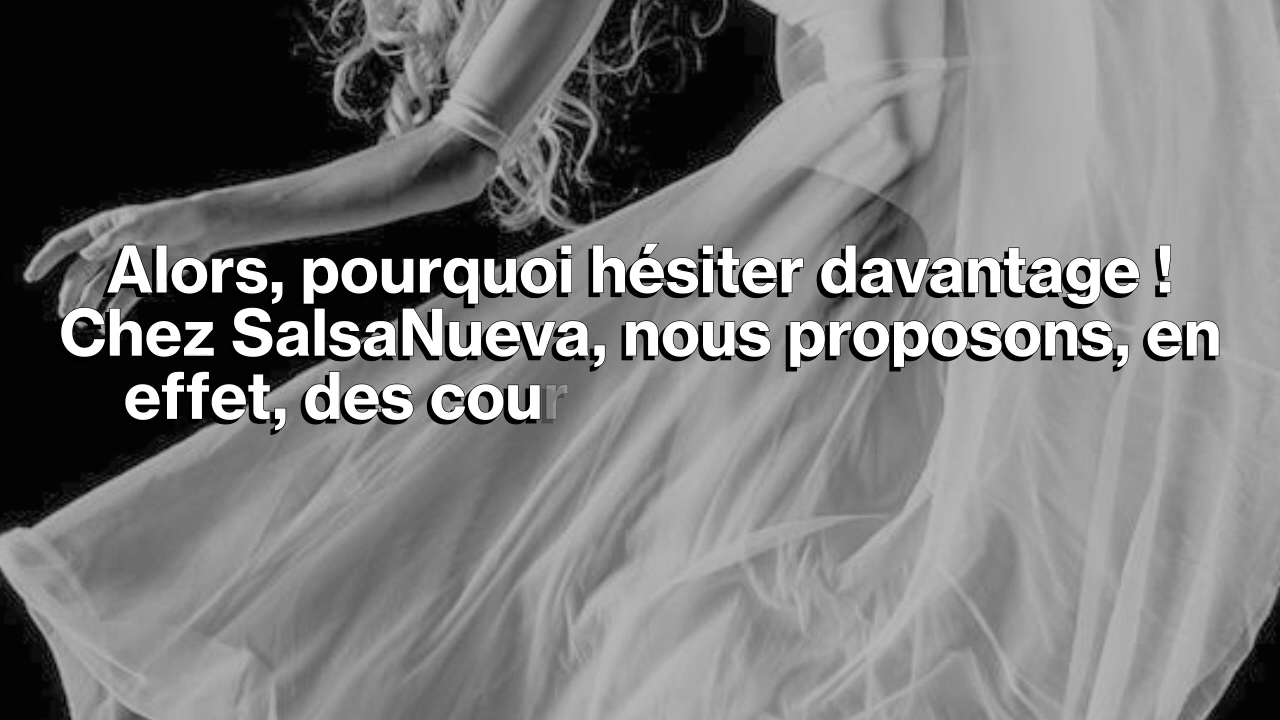 Alors, pourquoi hésiter davantage !
Chez SalsaNueva, nous proposons, en
effet, des cour